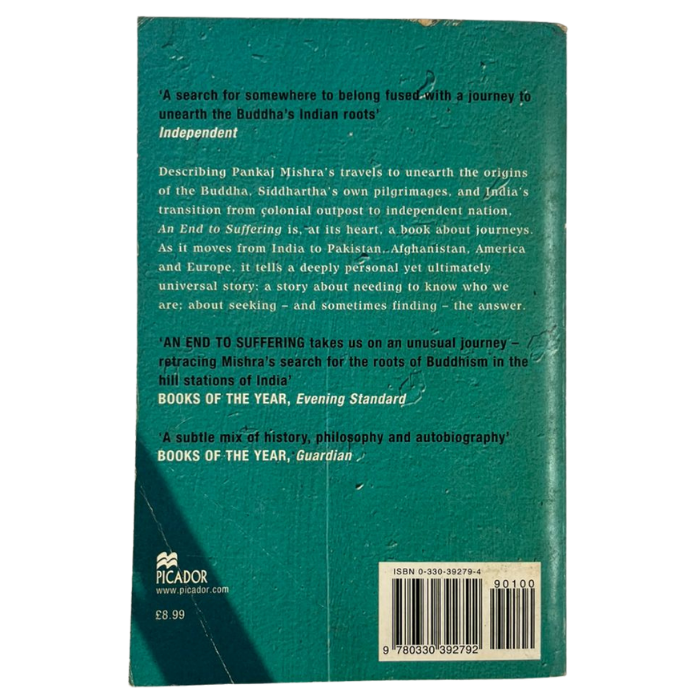 ‘A search for somewhere to belong fused with a journey to
unearth the Buddha’s Indian roots’
Independent
Describing Pankaj Mishra’s travels to unearth the origins
of the Buddha, Siddhartha’s own pilgrimages, and India’s
transition from colonial outpost to independent nation,
An End to Suffering is, at its heart, a book about journeys.
As it moves from India to Pakistan, Afghanistan, America
and Europe, it tells a deeply personal yet ultimately
universal story: a story about needing to know who we
are; about seeking – and sometimes finding – the answer.
‘AN END TO SUFFERING takes us on an unusual journey –
retracing Mishra’s search for the roots of Buddhism in the
hill stations of India’
BOOKS OF THE YEAR, Evening Standard
‘A subtle mix of history, philosophy and autobiography’
BOOKS OF THE YEAR, Guardian
PICADOR
www.picador.com
£8.99
ISBN 0-330-39279-4
90100
9 780330 392792